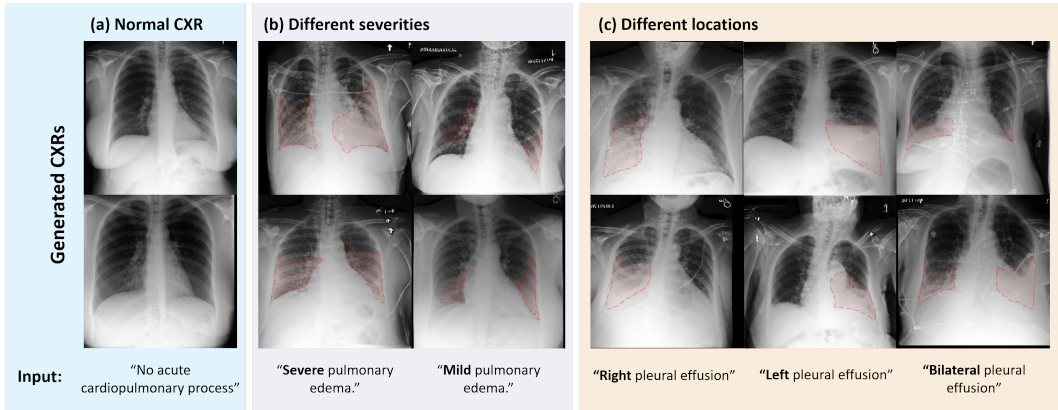 (a) Normal CXR
(b) Different severities
(c) Different locations
Generated CXRs
Input:
“No acute
cardiopulmonary process”
“Severe pulmonary
edema.”
“Mild pulmonary
edema.”
“Right pleural effusion”
“Left pleural effusion”
“Bilateral pleural
effusion”